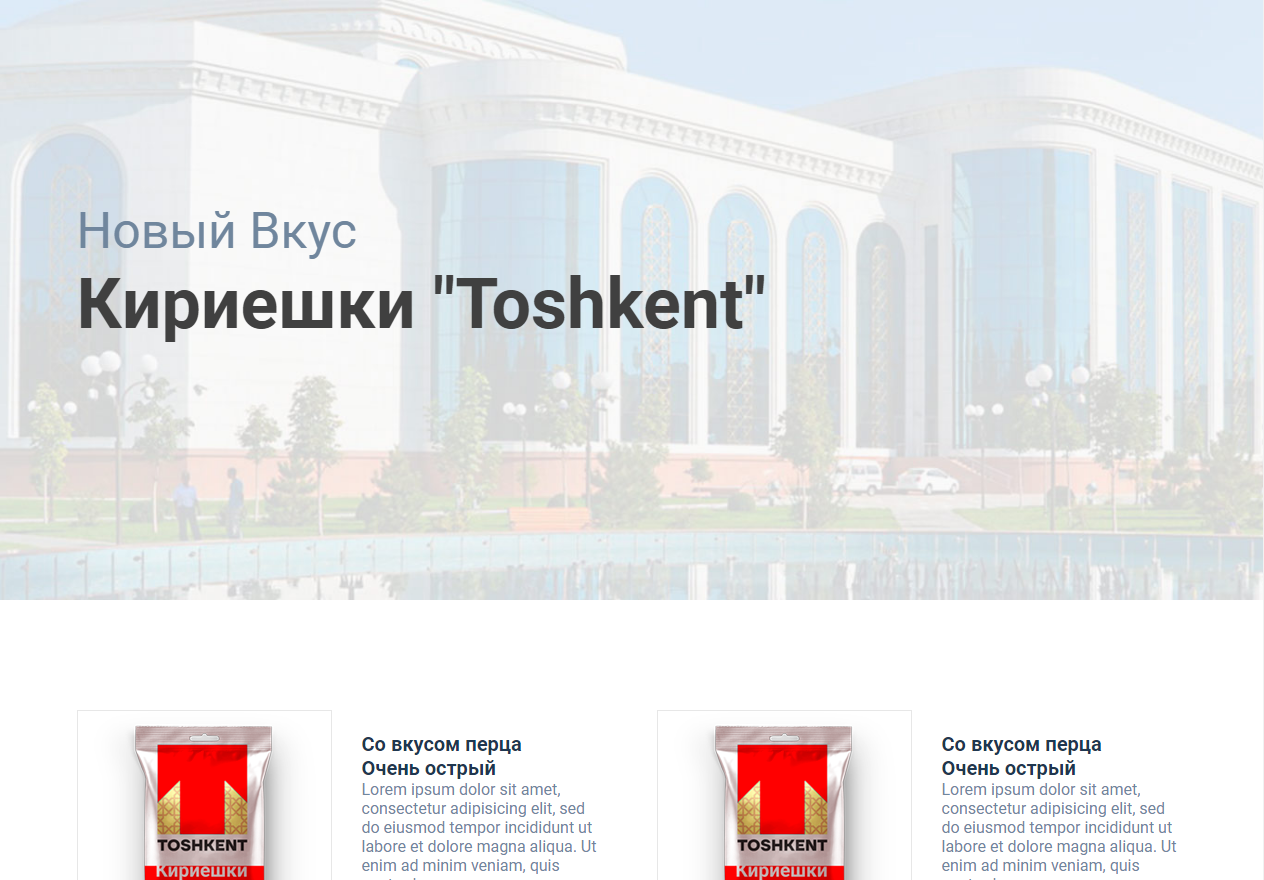 Новый Вкус
Кириешки "Toshkent"
TOSHKENT
Кириешки
Со вкусом перца
Очень острый
Lorem ipsum dolor sit amet,
consectetur adipisicing elit, sed
do eiusmod tempor incididunt ut
labore et dolore magna aliqua. Ut
enim ad minim veniam, quis
TOSHKENT
Кириешки
Со вкусом перца
Очень острый
Lorem ipsum dolor sit amet,
consectetur adipisicing elit, sed
do eiusmod tempor incididunt ut
labore et dolore magna aliqua. Ut
enim ad minim veniam, quis